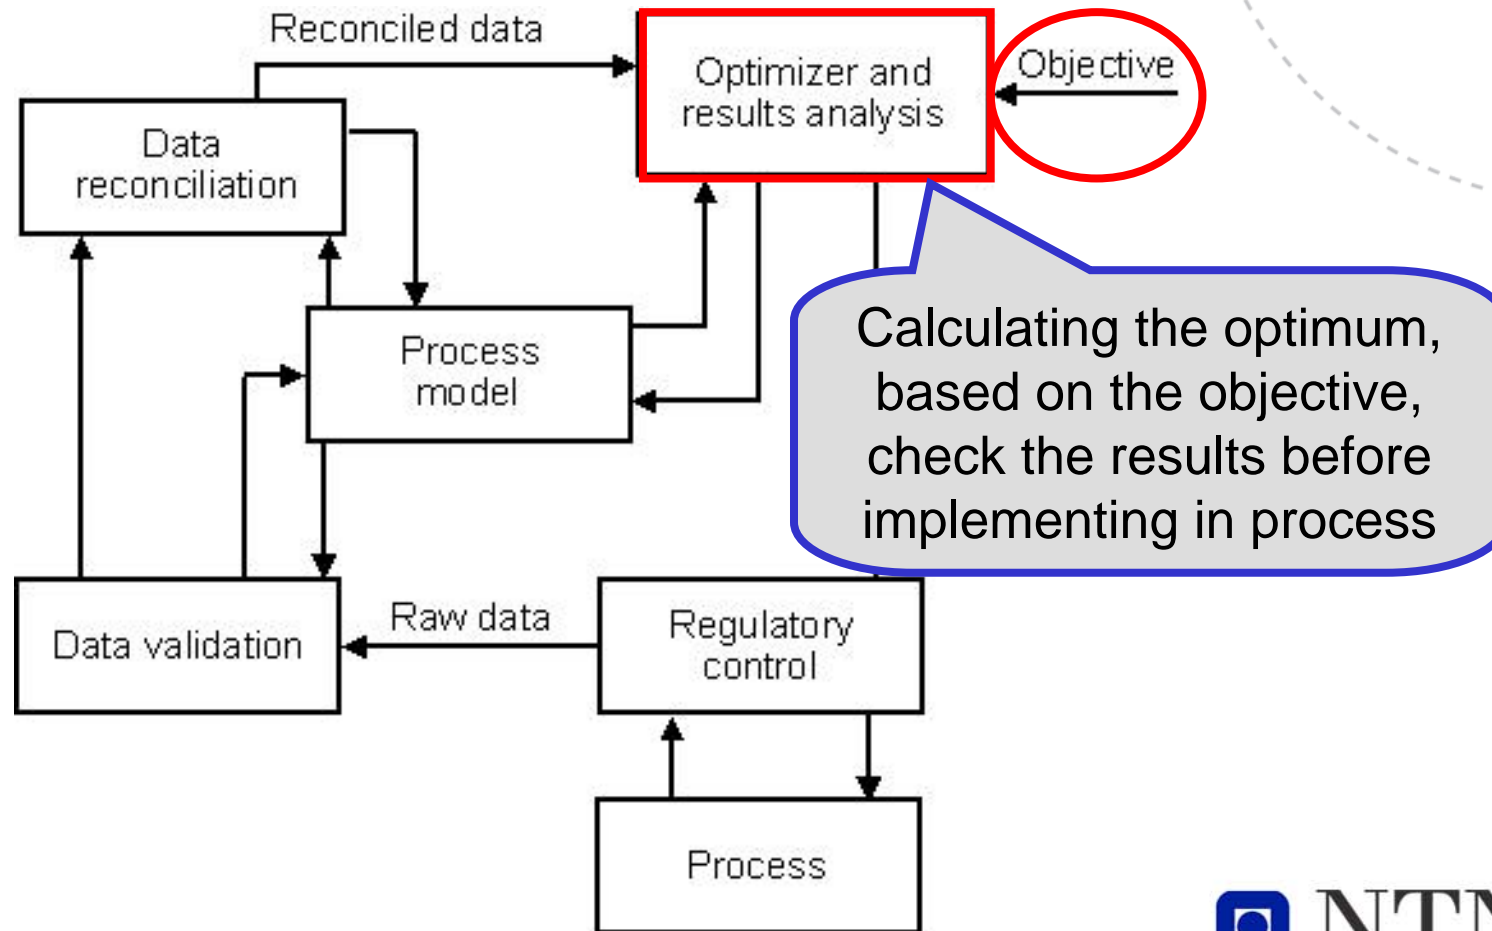 Reconciled data
Optimizer and
results analysis
Objective
Data
reconciliation
Calculating the optimum,
based on the objective,
check the results before
implementing in process
Process
model
Data validation
Raw data
Regulatory
control
Process